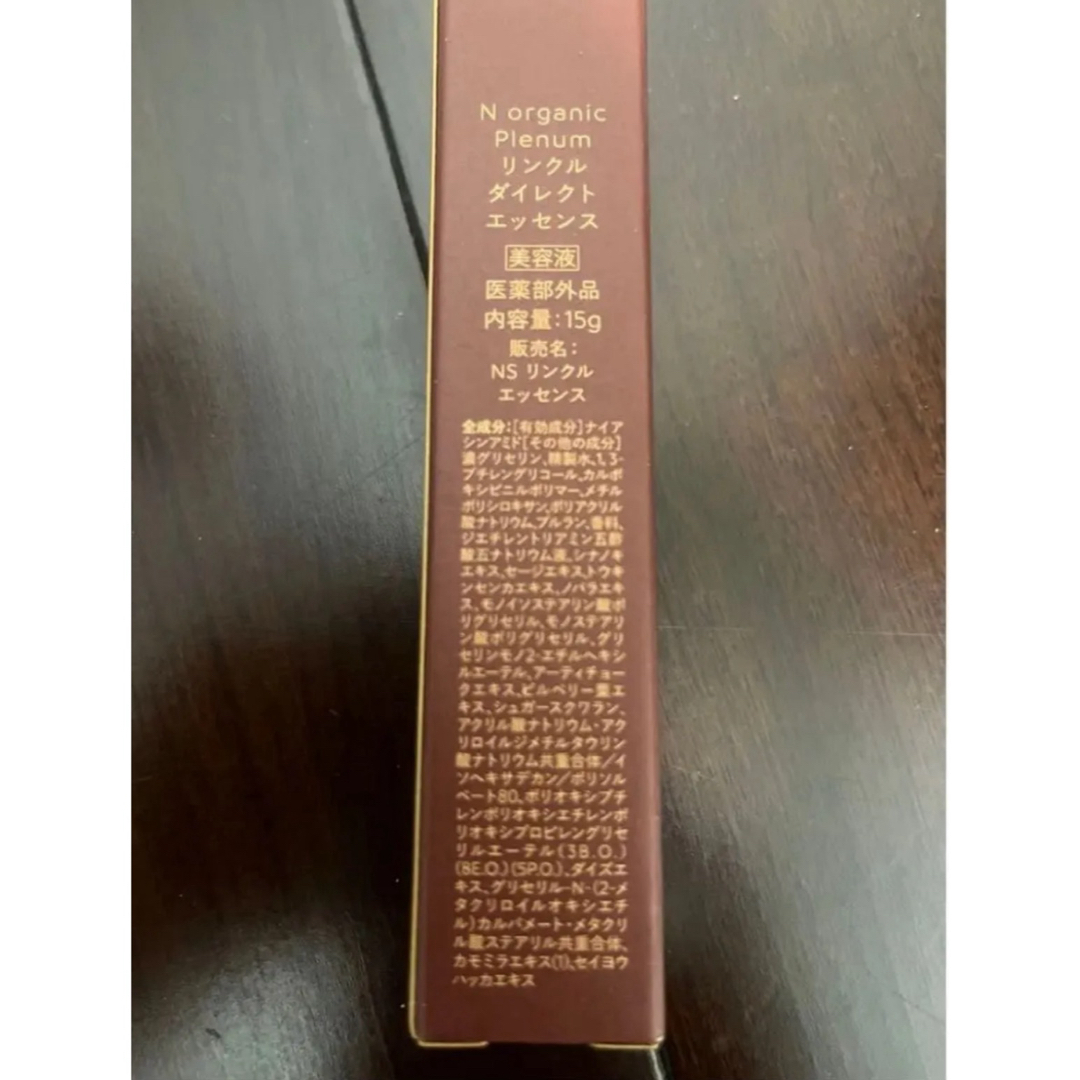 N organic
Plenum
リンクル
ダイレクト
エッセンス
美容液
医薬部外品
内容量：15g
販売名：
NS リンクル
エッセンス
全成分：［有効成分］ナイア
シンアミド［その他の成分］
濃グリセリン、精製水、1,3-
ブチレングリコール、カルボ
キシビニルポリマー、メチル
ポリシロキサン、ポリアクリル
酸ナトリウム、プルラン、香料、
ジエチレントリアミン五酢
酸五ナトリウム液、シナノキ
エキス、セージエキス、トウキ
ンセンカエキス、ノバラエキ
ス、モノイソステアリン酸ポ
リグリセリル、モノステアリ
ン酸ポリグリセリル、グリ
セリンモノ2-エチルヘキシ
ルエーテル、アーティチョー
クエキス、ビルベリー葉エ
キス、シュガースクワラン、
アクリル酸ナトリウム・アク
リロイルジメチルタウリン
酸ナトリウム共重合体／イ
ソヘキサデカン／ポリソル
ベート80、ポリオキシブチ
レンポリオキシエチレンポ
リオキシプロピレングリセ
リルエーテル(3B.O.)
(8E.O.)(5P.O.)、ダイズエ
キス、グリセリル-N-(2-メ
タクリロイルオキシエチ
ル)カルバメート・メタクリ
ル酸ステアリル共重合体、
カモミラエキス(1)、セイヨウ
ハッカエキス